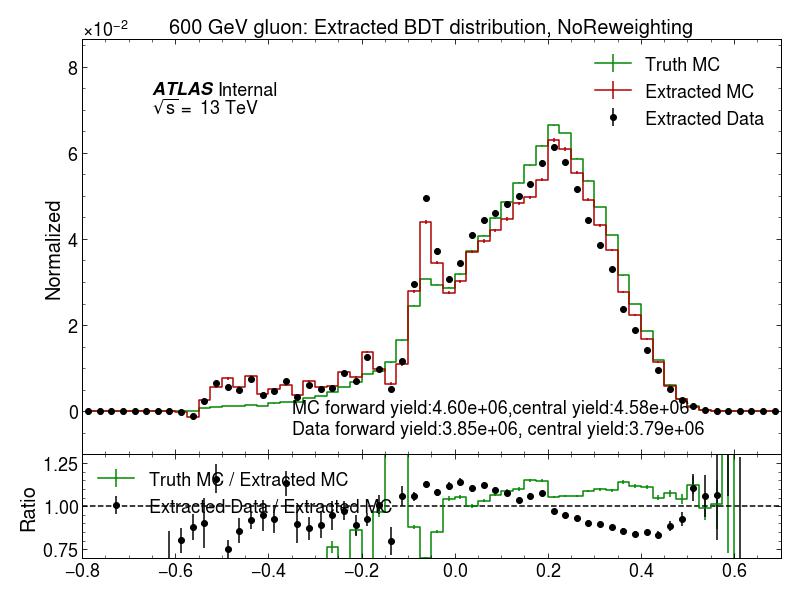 ×10⁻²
600 GeV gluon: Extracted BDT distribution, NoReweighting
ATLAS Internal
√s = 13 TeV
Truth MC
Extracted MC
Extracted Data
Normalized
8
6
4
2
0
MC forward yield:4.60e+06,central yield:4.58e+06
Data forward yield:3.85e+06, central yield:3.79e+06
Ratio
1.25
1.00
0.75
Truth MC / Extracted MC
Extracted Data / Extracted MC
−0.8 −0.6 −0.4 −0.2 0.0 0.2 0.4 0.6